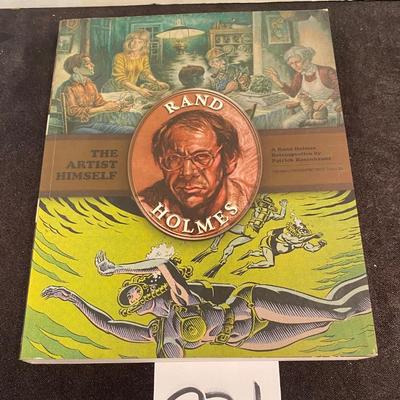 RAND
HOLMES
THE
ARTIST
HIMSELF
A Rand Holmes
Retrospective by
Patrick Rosenkranz